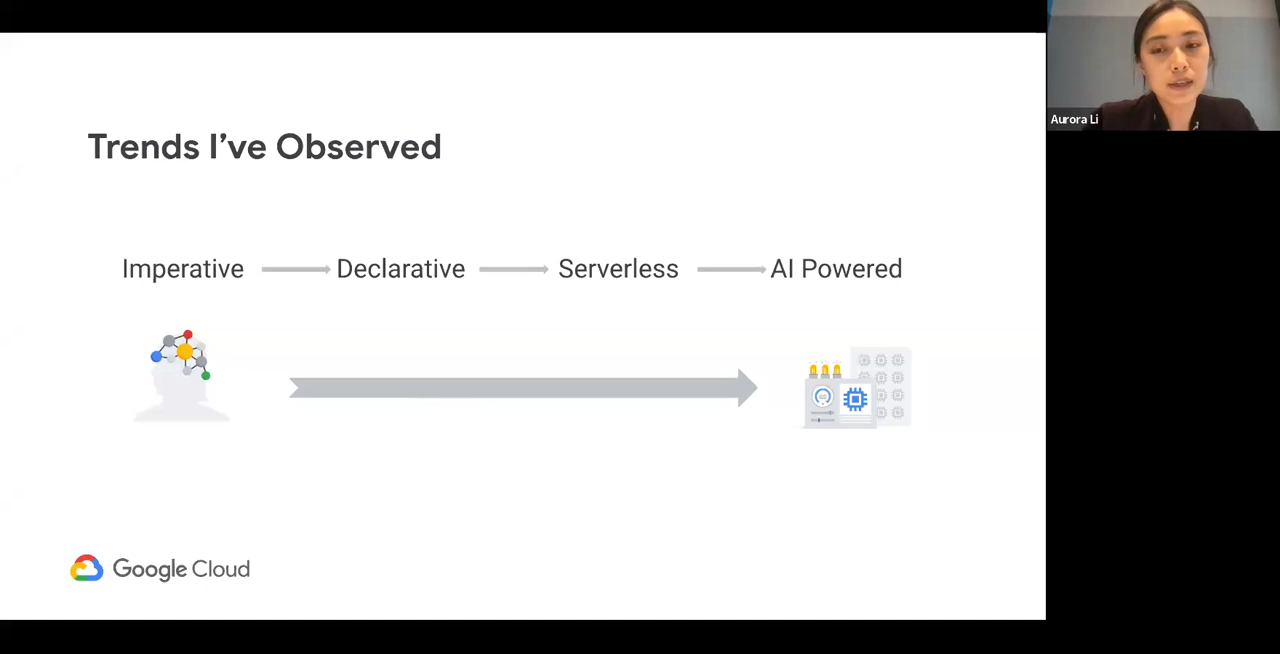 Trends I’ve Observed
Imperative Declarative Serverless AI Powered
Google Cloud
Aurora Li